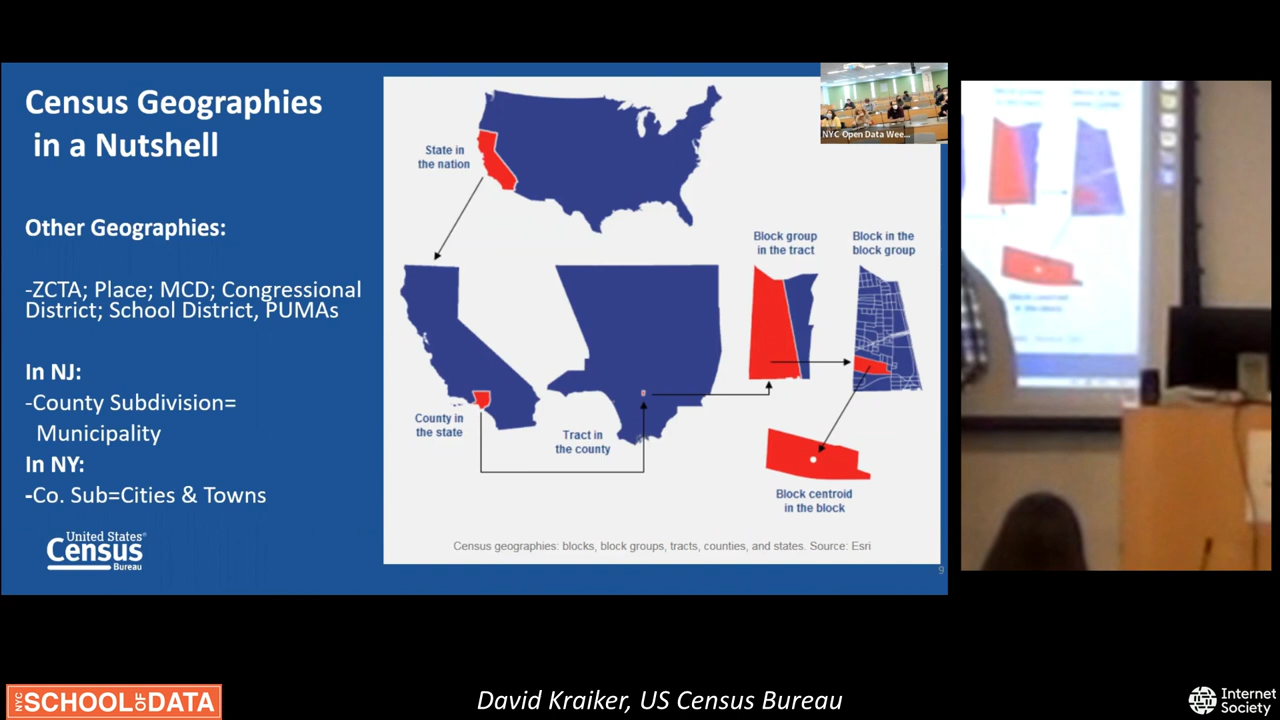 Census Geographies
in a Nutshell
Other Geographies:
-ZCTA; Place; MCD; Congressional
District; School District, PUMAs
In NJ:
-County Subdivision=
Municipality
In NY:
-Co. Sub=Cities & Towns
United States®
Census
Bureau
State in
the nation
County in
the state
Tract in
the county
Block group
in the tract
Block in the
block group
Block centroid
in the block
Census geographies: blocks, block groups, tracts, counties, and states. Source: Esri
NYC Open Data Wee...
9
NYC SCHOOL OF DATA
David Kraiker, US Census Bureau
Internet
Society